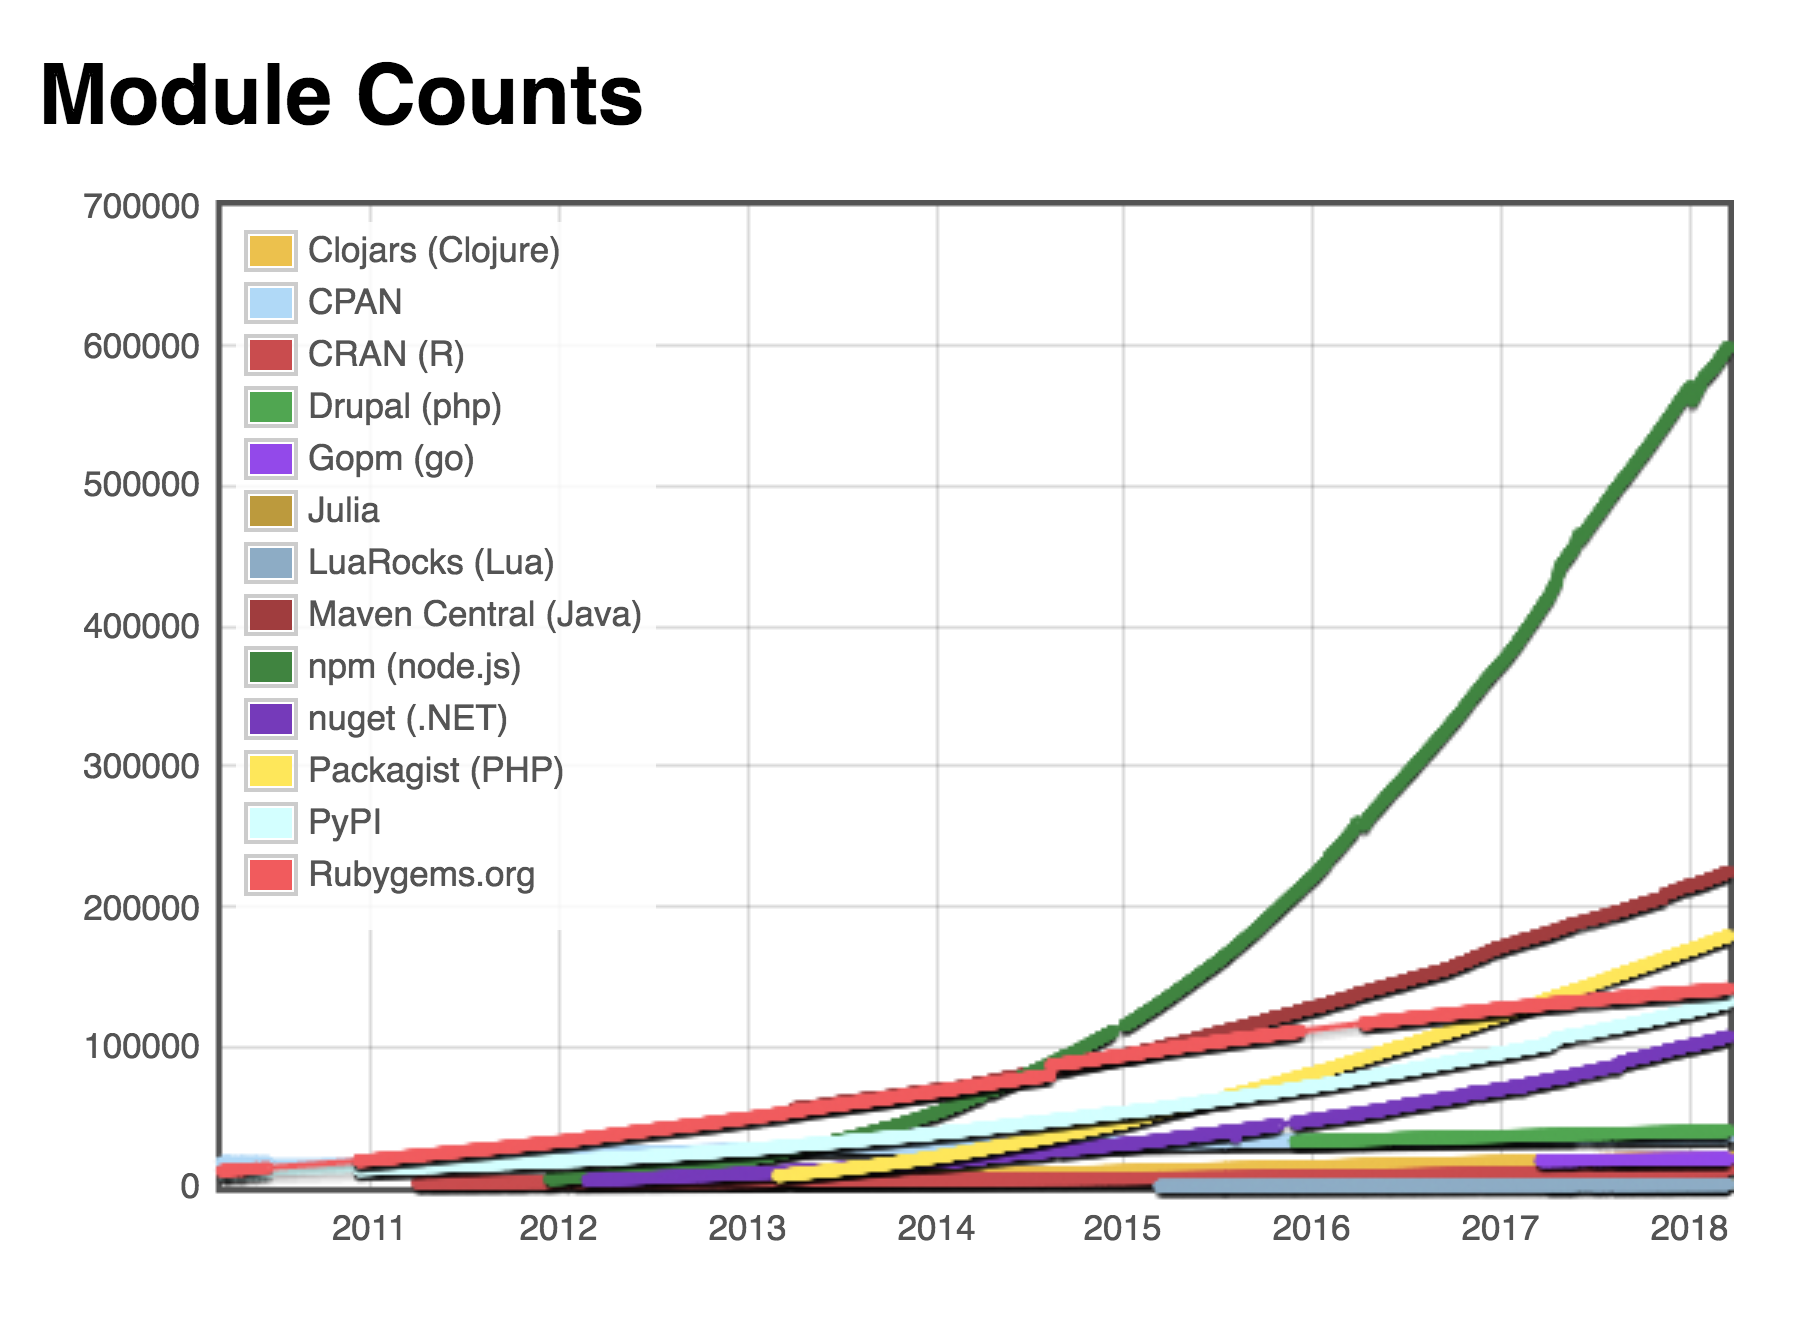 Module Counts
700000
600000
500000
400000
300000
200000
100000
0
Clojars (Clojure)
CPAN
CRAN (R)
Drupal (php)
Gopm (go)
Julia
LuaRocks (Lua)
Maven Central (Java)
npm (node.js)
nuget (.NET)
Packagist (PHP)
PyPI
Rubygems.org
2011 2012 2013 2014 2015 2016 2017 2018